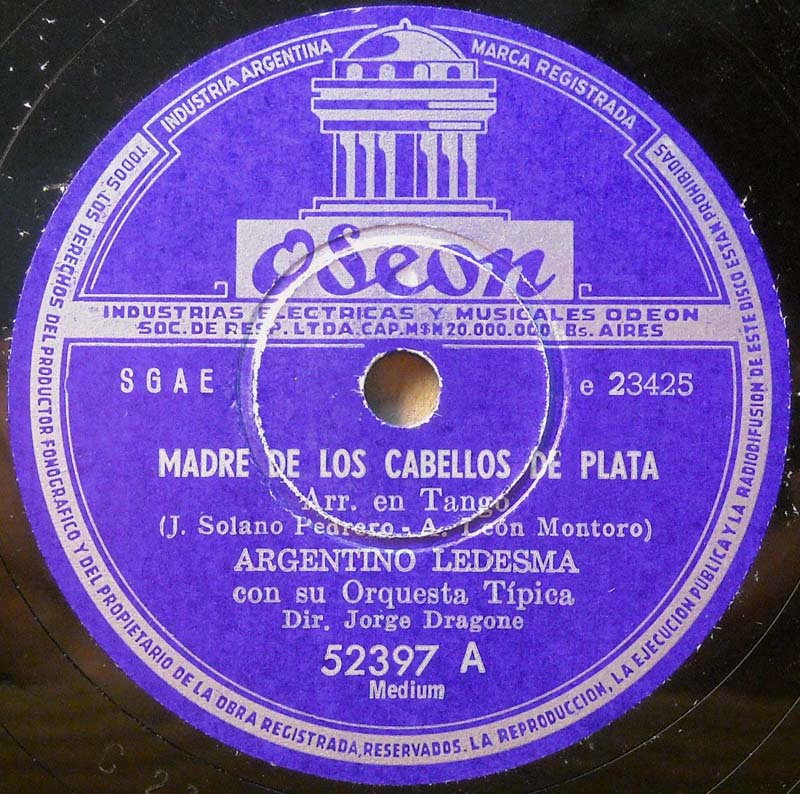 INDUSTRIA ARGENTINA
MARCA REGISTRADA
Odeon
INDUSTRIAS ELECTRICAS Y MUSICALES ODEON
SOC. DE RESP. LTDA. CAP. M$N 20.000.000. Bs. AIRES
SGAE
e 23425
MADRE DE LOS CABELLOS DE PLATA
Arr. en Tango
(J. Solano Pedrero - A. León Montoro)
ARGENTINO LEDESMA
con su Orquesta Típica
Dir. Jorge Dragone
52397 A
Medium
TODOS LOS DERECHOS DEL PRODUCTOR FONOGRAFICO Y DEL PROPIETARIO DE LA OBRA REGISTRADA, RESERVADOS. LA REPRODUCCION, LA EJECUCION PUBLICA Y LA RADIODIFUSION DE ESTE DISCO ESTAN PROHIBIDAS